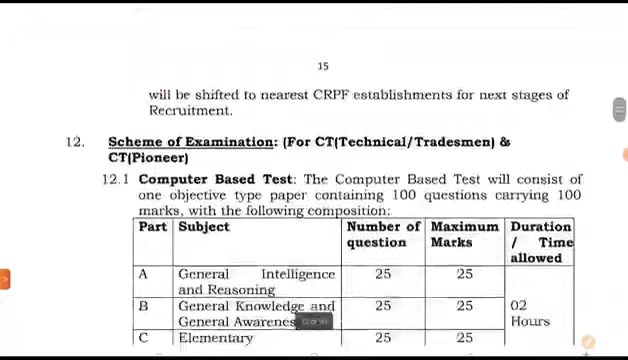 15
will be shifted to nearest CRPF establishments for next stages of
Recruitment.
12. Scheme of Examination: (For CT(Technical/Tradesmen) &
CT(Pioneer)
12.1 Computer Based Test: The Computer Based Test will consist of
one objective type paper containing 100 questions carrying 100
marks, with the following composition:
Part Subject Number of question Maximum Marks Duration / Time allowed
A General Intelligence and Reasoning 25 25 02 Hours
B General Knowledge and General Awarenes 25 25
C Elementary 25 25